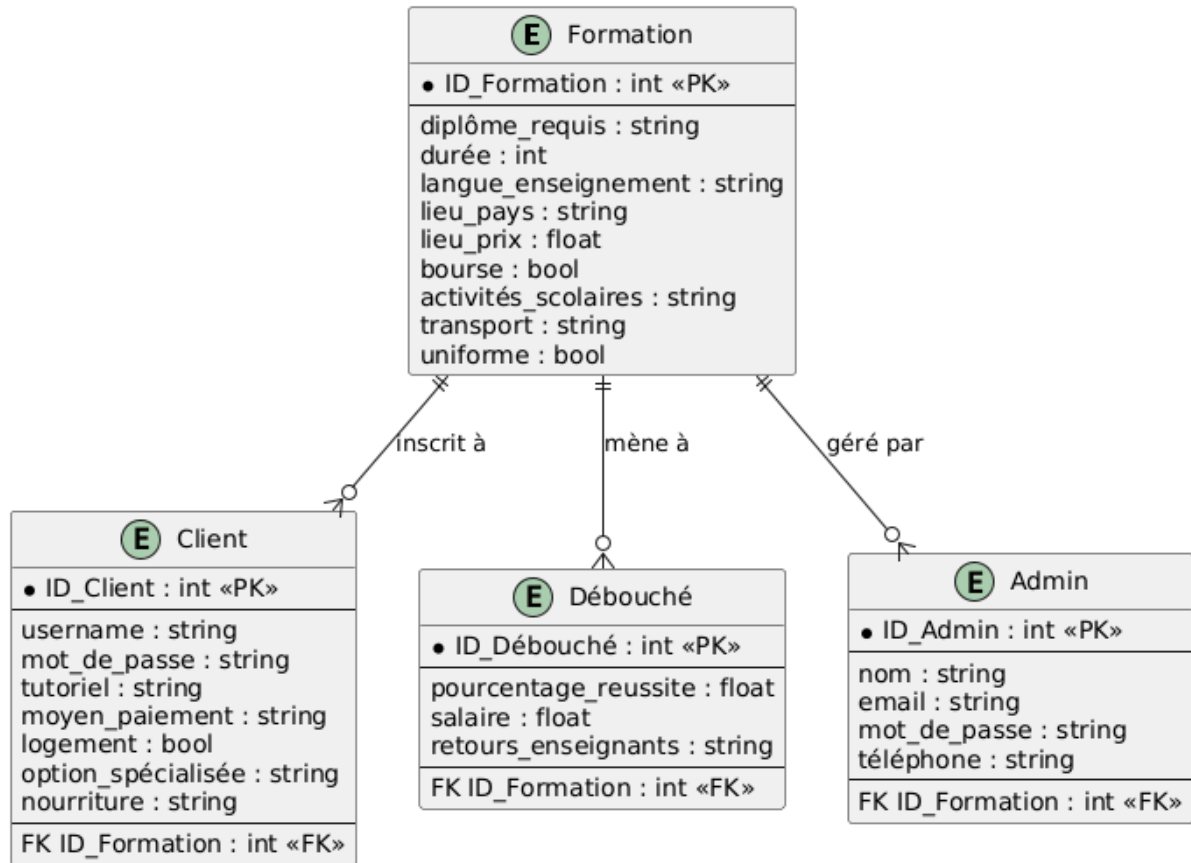 E Formation
• ID_Formation : int «PK»
diplôme_requis : string
durée : int
langue_enseignement : string
lieu_pays : string
lieu_prix : float
bourse : bool
activités_scolaires : string
transport : string
uniforme : bool
inscrit à
mène à
géré par
E Client
• ID_Client : int «PK»
username : string
mot_de_passe : string
tutoriel : string
moyen_paiement : string
logement : bool
option_spécialisée : string
nourriture : string
FK ID_Formation : int «FK»
E Débouché
• ID_Débouché : int «PK»
pourcentage_reussite : float
salaire : float
retours_enseignants : string
FK ID_Formation : int «FK»
E Admin
• ID_Admin : int «PK»
nom : string
email : string
mot_de_passe : string
téléphone : string
FK ID_Formation : int «FK»